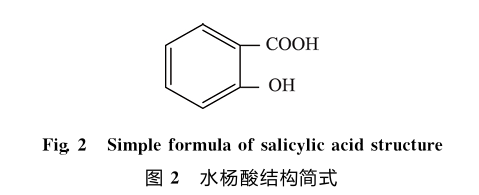 COOH
OH
Fig. 2 Simple formula of salicylic acid structure
图 2 水杨酸结构简式